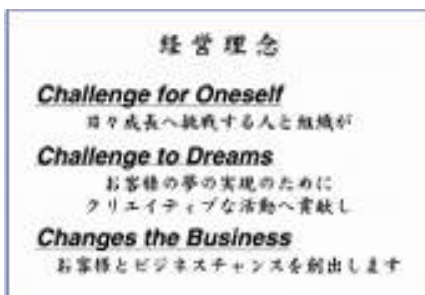 経営理念
Challenge for Oneself
日々成長へ挑戦する人と組織が
Challenge to Dreams
お客様の夢の実現のために
クリエイティブな活動へ貢献し
Changes the Business
お客様とビジネスチャンスを創出します